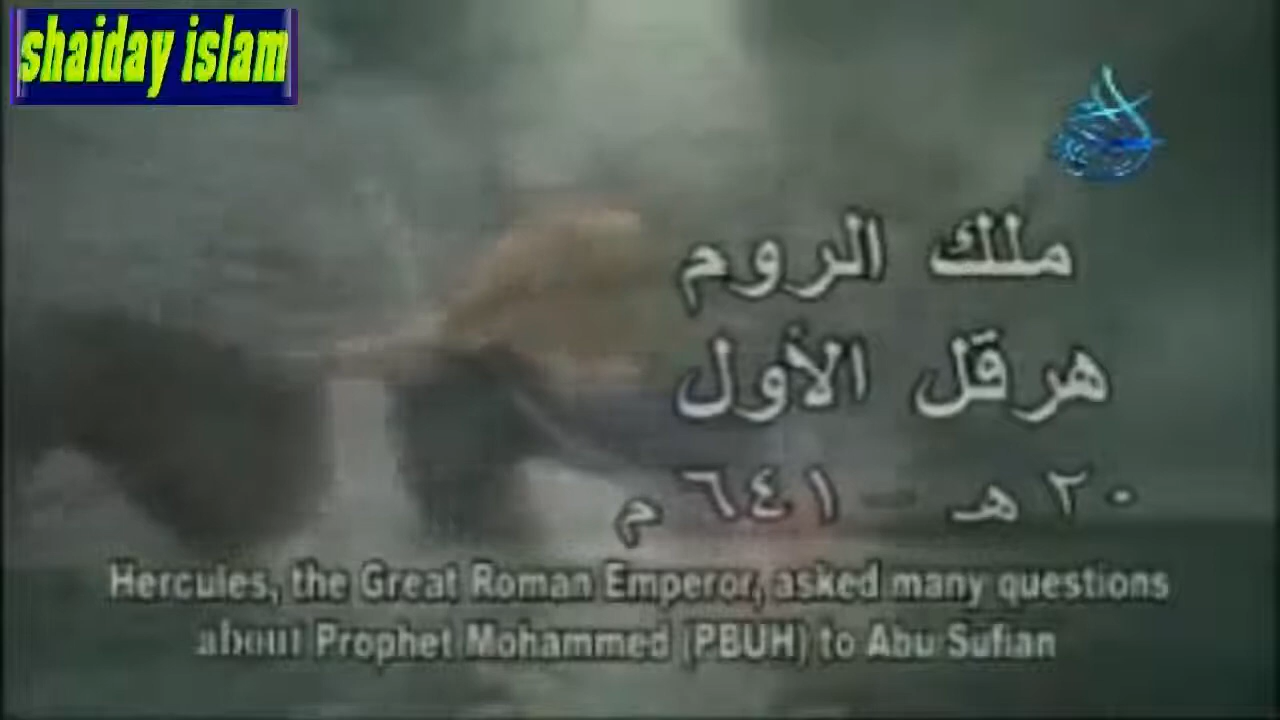 shaiday islam
ملك الروم
هرقل الأول
٢٠ هـ - ٦٤١ م
Hercules, the Great Roman Emperor, asked many questions
about Prophet Mohammed (PBUH) to Abu Sufian